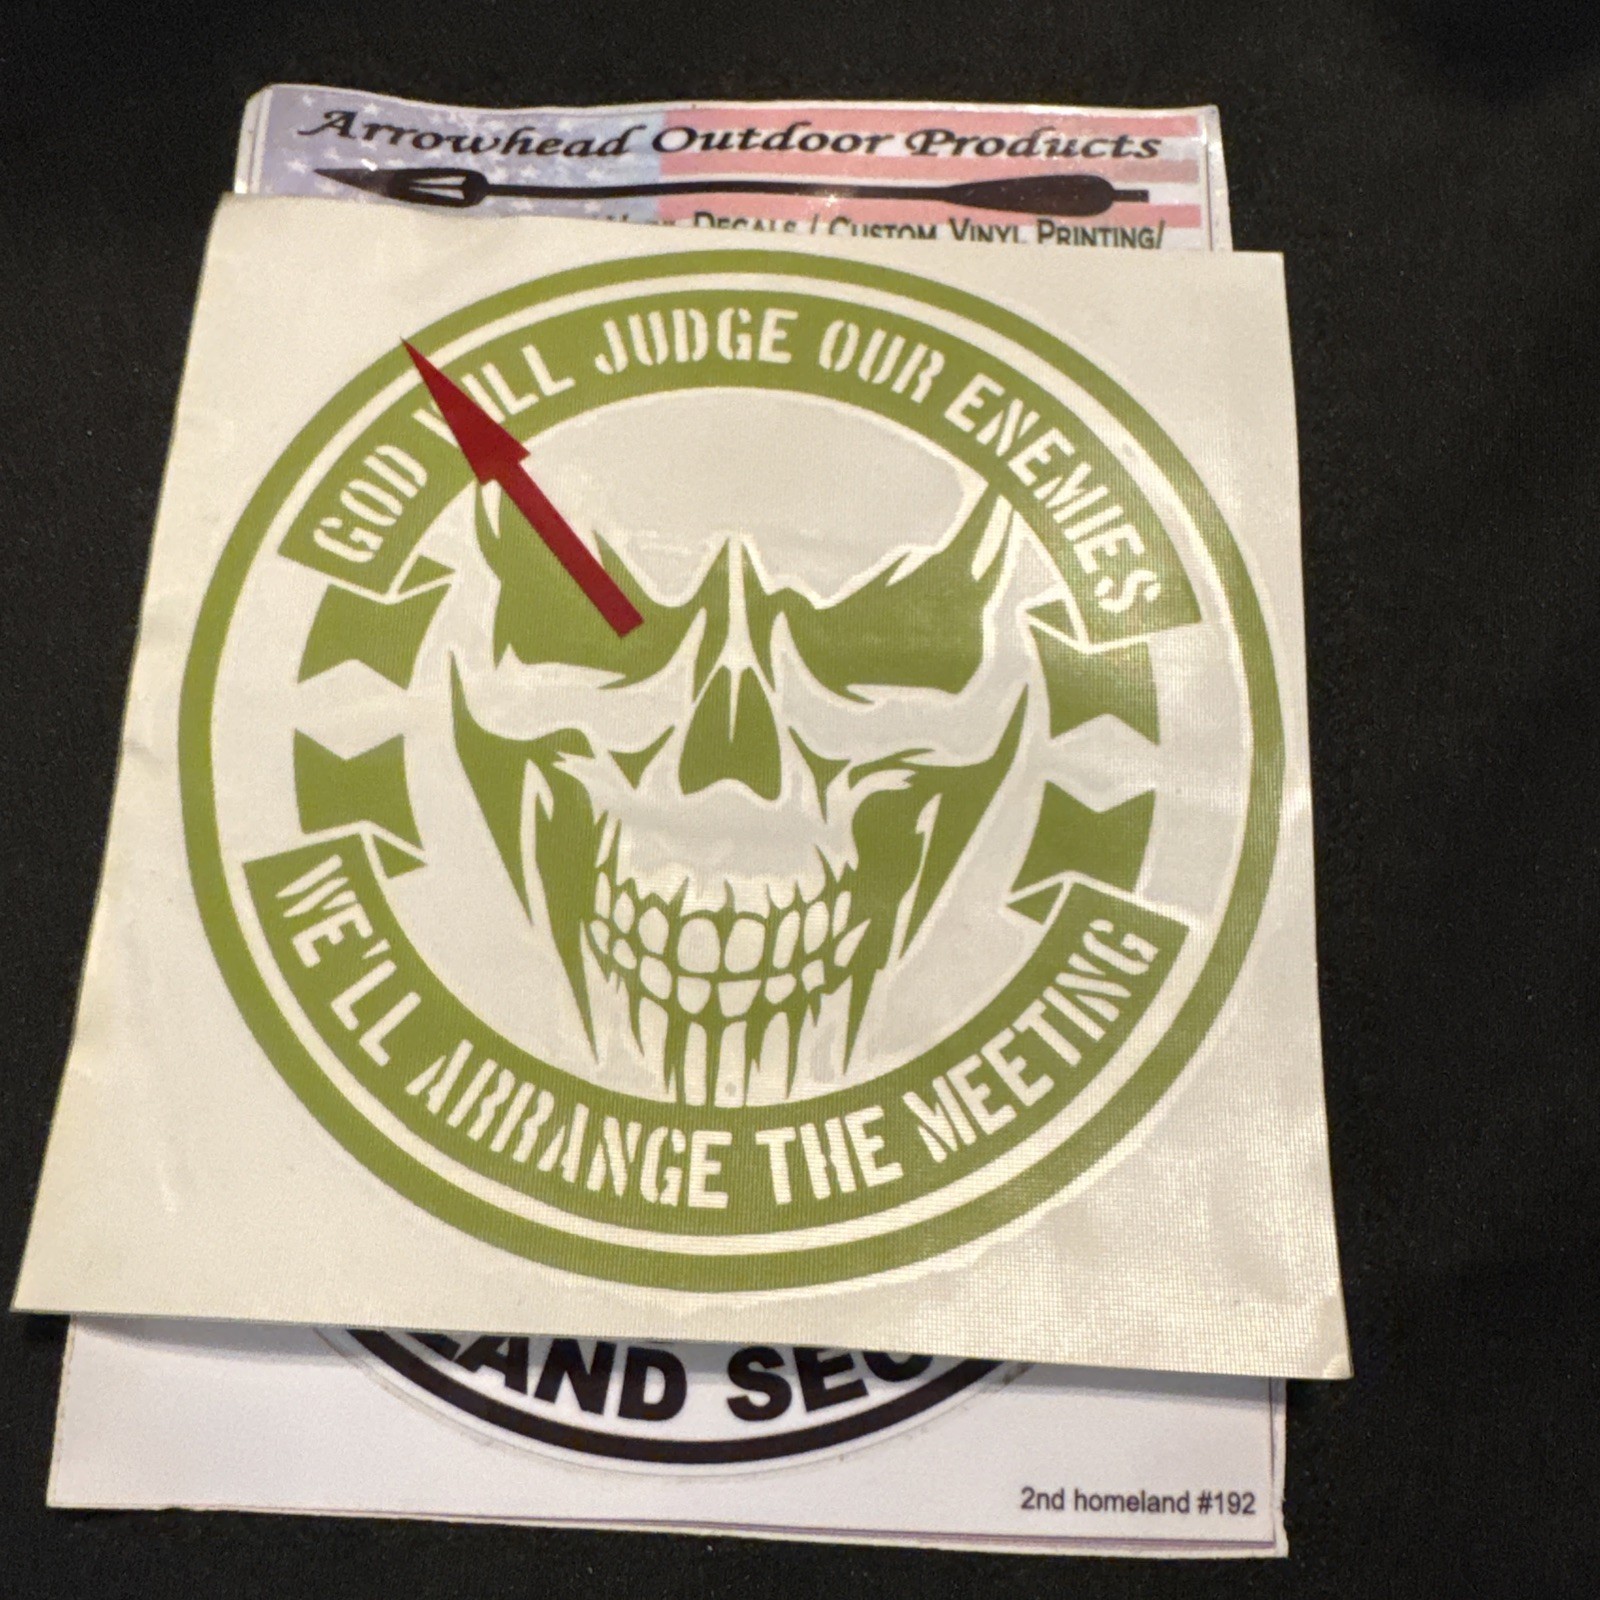 Arrowhead Outdoor Products
DECALS / CUSTOM VINYL PRINTING/
GOD WILL JUDGE OUR ENEMIES
WE'LL ARRANGE THE MEETING
2nd homeland #192